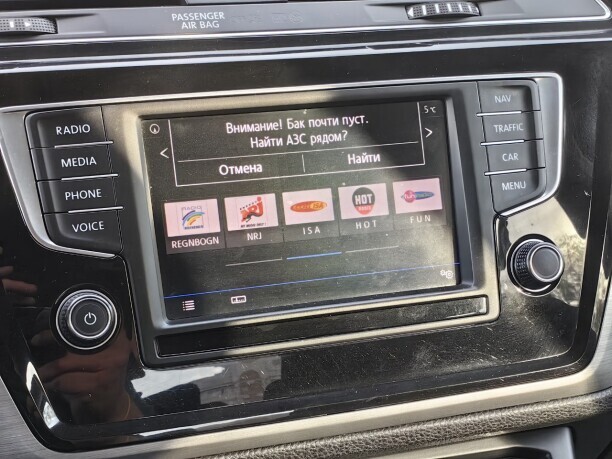 PASSENGER
AIR BAG
RADIO
MEDIA
PHONE
VOICE
NAV
TRAFFIC
CAR
MENU
5°C
Внимание! Бак почти пуст.
Найти АЗС рядом?
< >
Отмена Найти
HOT
REGNBOGN NRJ ISA HOT FUN